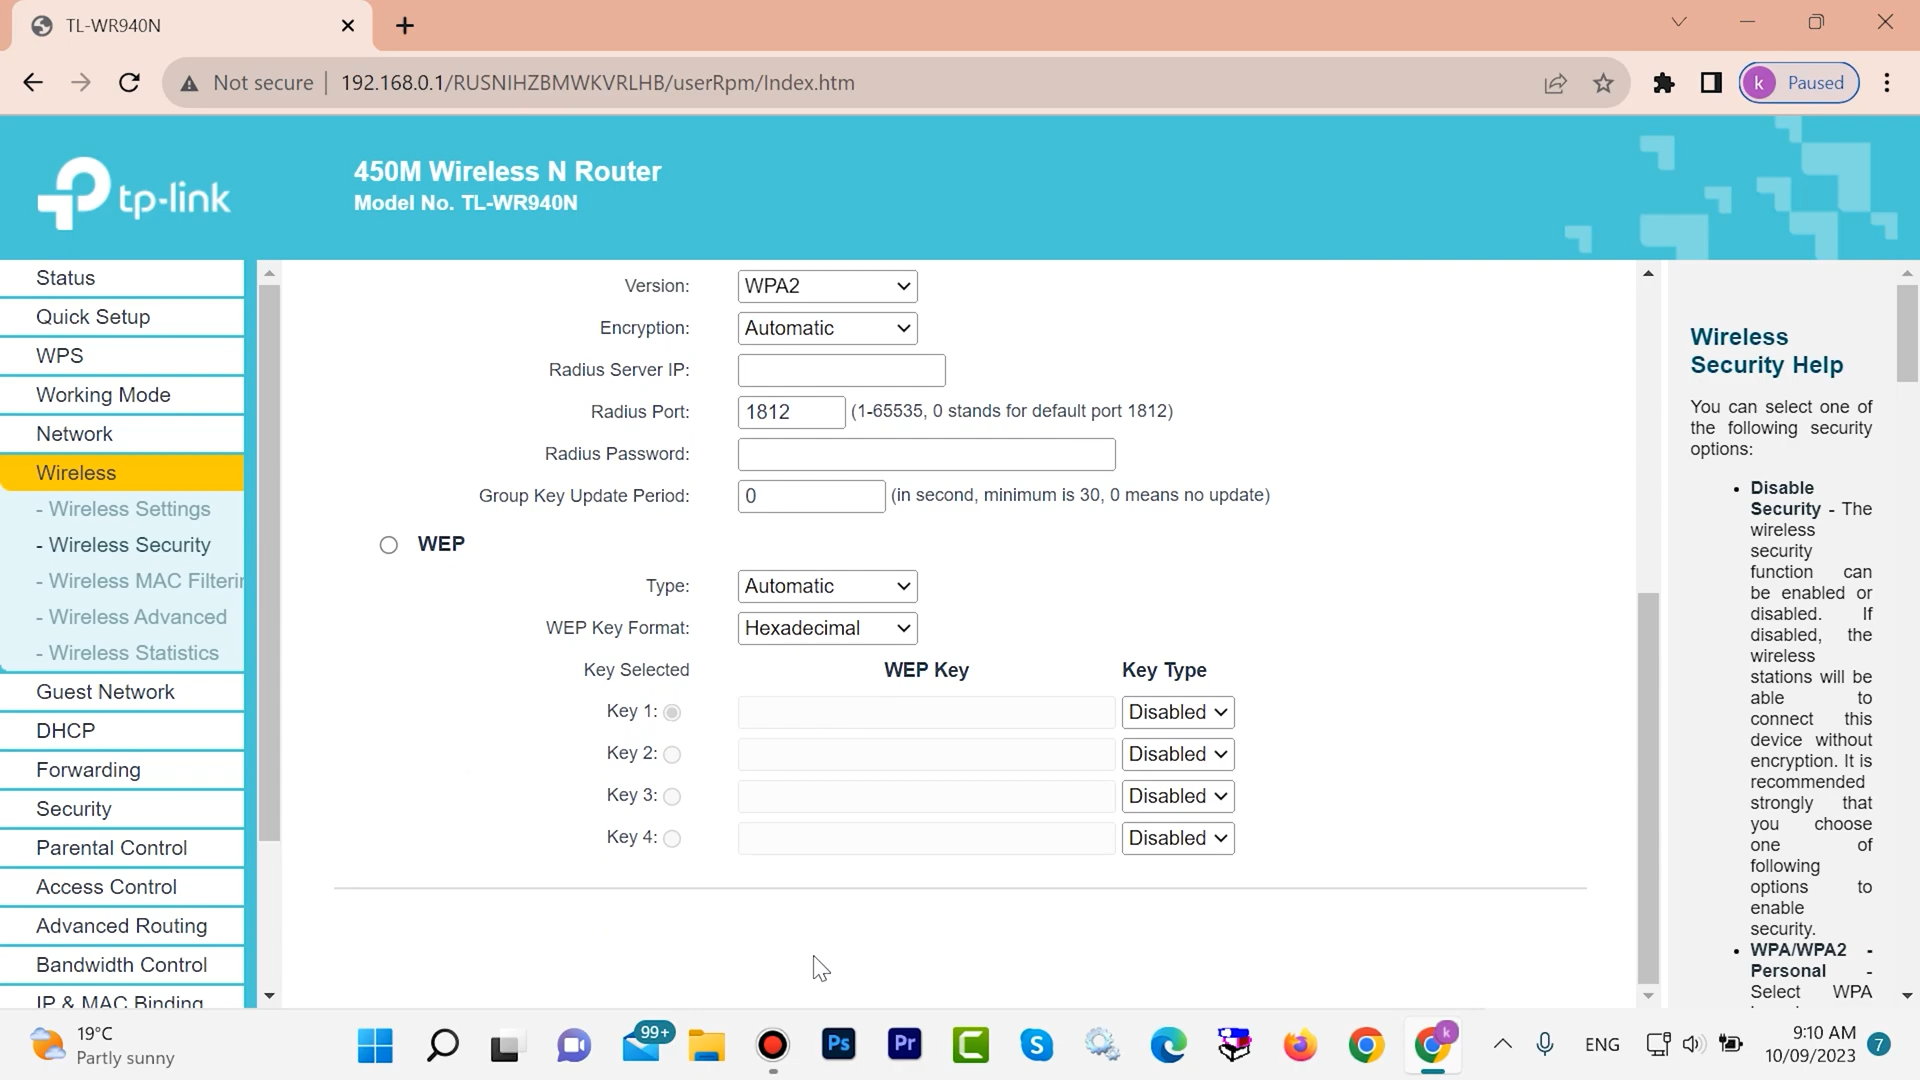 TL-WR940N
Not secure
192.168.0.1/RUSNIHZBMWKVRLHB/userRpm/Index.htm
k
Paused
tp-link
450M Wireless N Router
Model No. TL-WR940N
Status
Quick Setup
WPS
Working Mode
Network
Wireless
- Wireless Settings
- Wireless Security
- Wireless MAC Filterin
- Wireless Advanced
- Wireless Statistics
Guest Network
DHCP
Forwarding
Security
Parental Control
Access Control
Advanced Routing
Bandwidth Control
IP & MAC Binding
Version: WPA2
Encryption: Automatic
Radius Server IP:
Radius Port: 1812 (1-65535, 0 stands for default port 1812)
Radius Password:
Group Key Update Period: 0 (in second, minimum is 30, 0 means no update)
WEP
Type: Automatic
WEP Key Format: Hexadecimal
Key Selected WEP Key Key Type
Key 1: Disabled
Key 2: Disabled
Key 3: Disabled
Key 4: Disabled
Wireless
Security Help
You can select one of
the following security
options:
• Disable
Security - The
wireless
security
function can
be enabled or
disabled. If
disabled, the
wireless
stations will be
able to
connect this
device without
encryption. It is
recommended
strongly that
you choose
one of
following
options to
enable
security.
• WPA/WPA2 -
Personal -
Select WPA
19°C
Partly sunny
99+
Ps
Pr
C
S
k
ENG
9:10 AM
10/09/2023
7